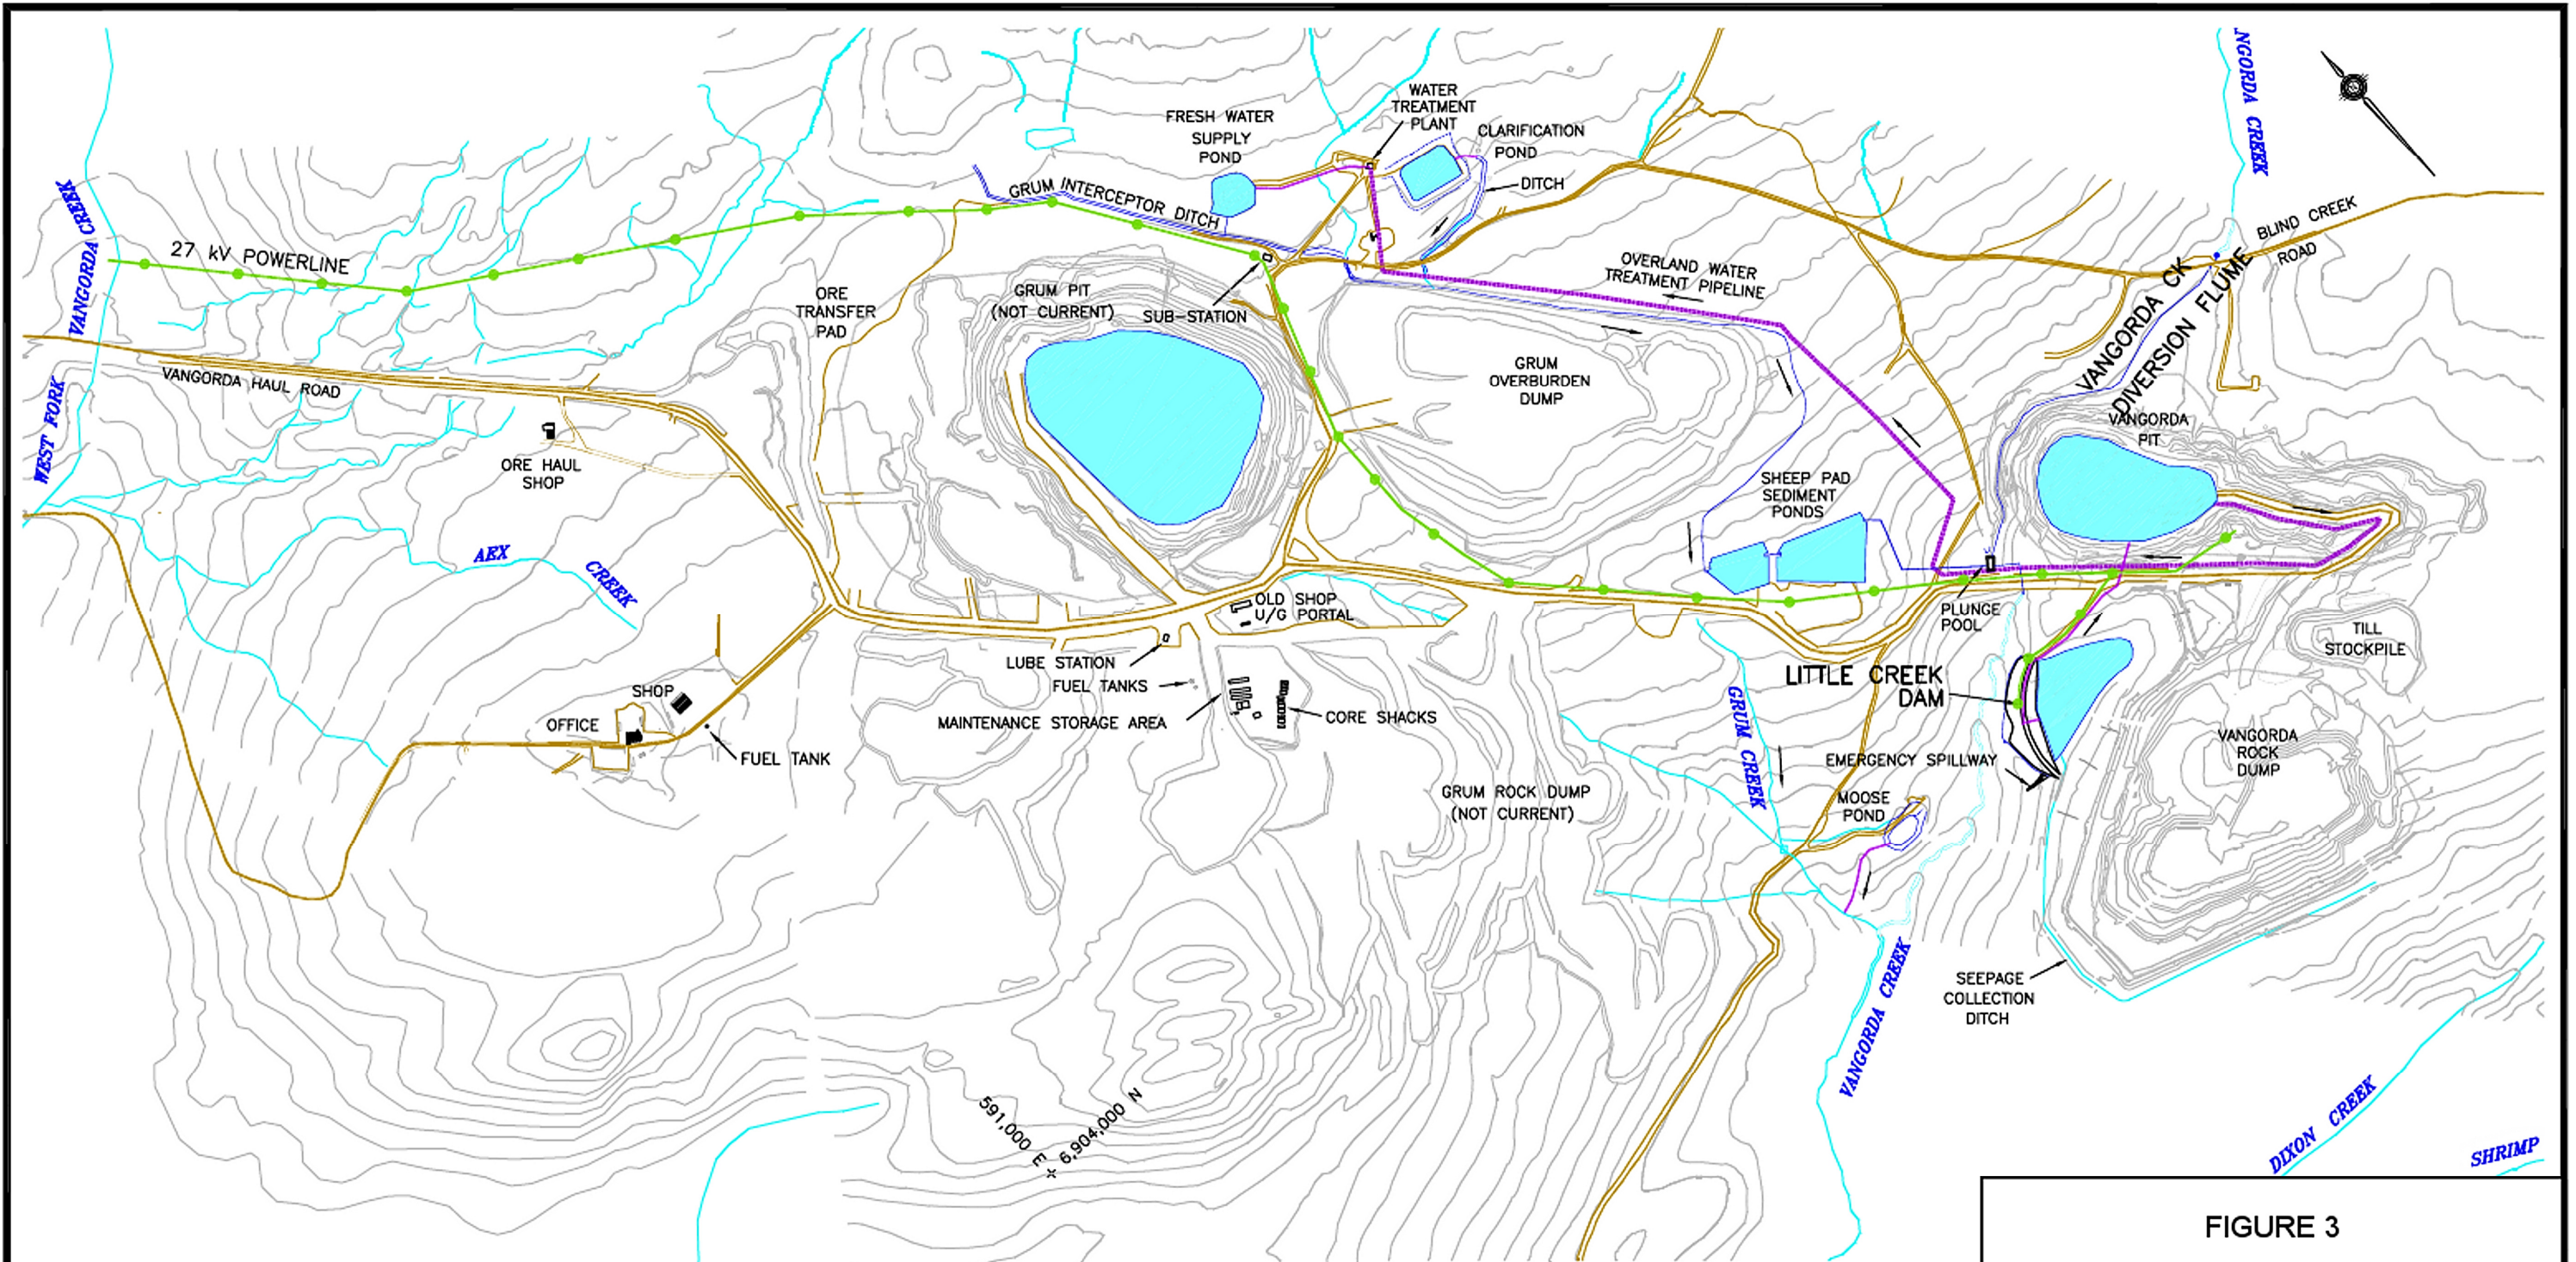 NGORDA CREEK
WATER
TREATMENT
PLANT
FRESH WATER
SUPPLY
POND
CLARIFICATION
POND
DITCH
GRUM INTERCEPTOR DITCH
VANGORDA CREEK
WEST FORK
27 kV POWERLINE
BLIND CREEK
ROAD
OVERLAND WATER
TREATMENT PIPELINE
VANGORDA CK
DIVERSION FLUME
ORE
TRANSFER
PAD
GRUM PIT
(NOT CURRENT)
SUB-STATION
VANGORDA HAUL ROAD
GRUM
OVERBURDEN
DUMP
VANGORDA
PIT
ORE HAUL
SHOP
SHEEP PAD
SEDIMENT
PONDS
AEX CREEK
OLD SHOP
U/G PORTAL
PLUNGE
POOL
TILL
STOCKPILE
LUBE STATION
FUEL TANKS
MAINTENANCE STORAGE AREA
CORE SHACKS
SHOP
OFFICE
FUEL TANK
LITTLE CREEK
DAM
GRUM CREEK
EMERGENCY SPILLWAY
VANGORDA
ROCK
DUMP
GRUM ROCK DUMP
(NOT CURRENT)
MOOSE
POND
VANGORDA CREEK
SEEPAGE
COLLECTION
DITCH
591,000 E
6,904,000 N
DIXON CREEK
SHRIMP
FIGURE 3